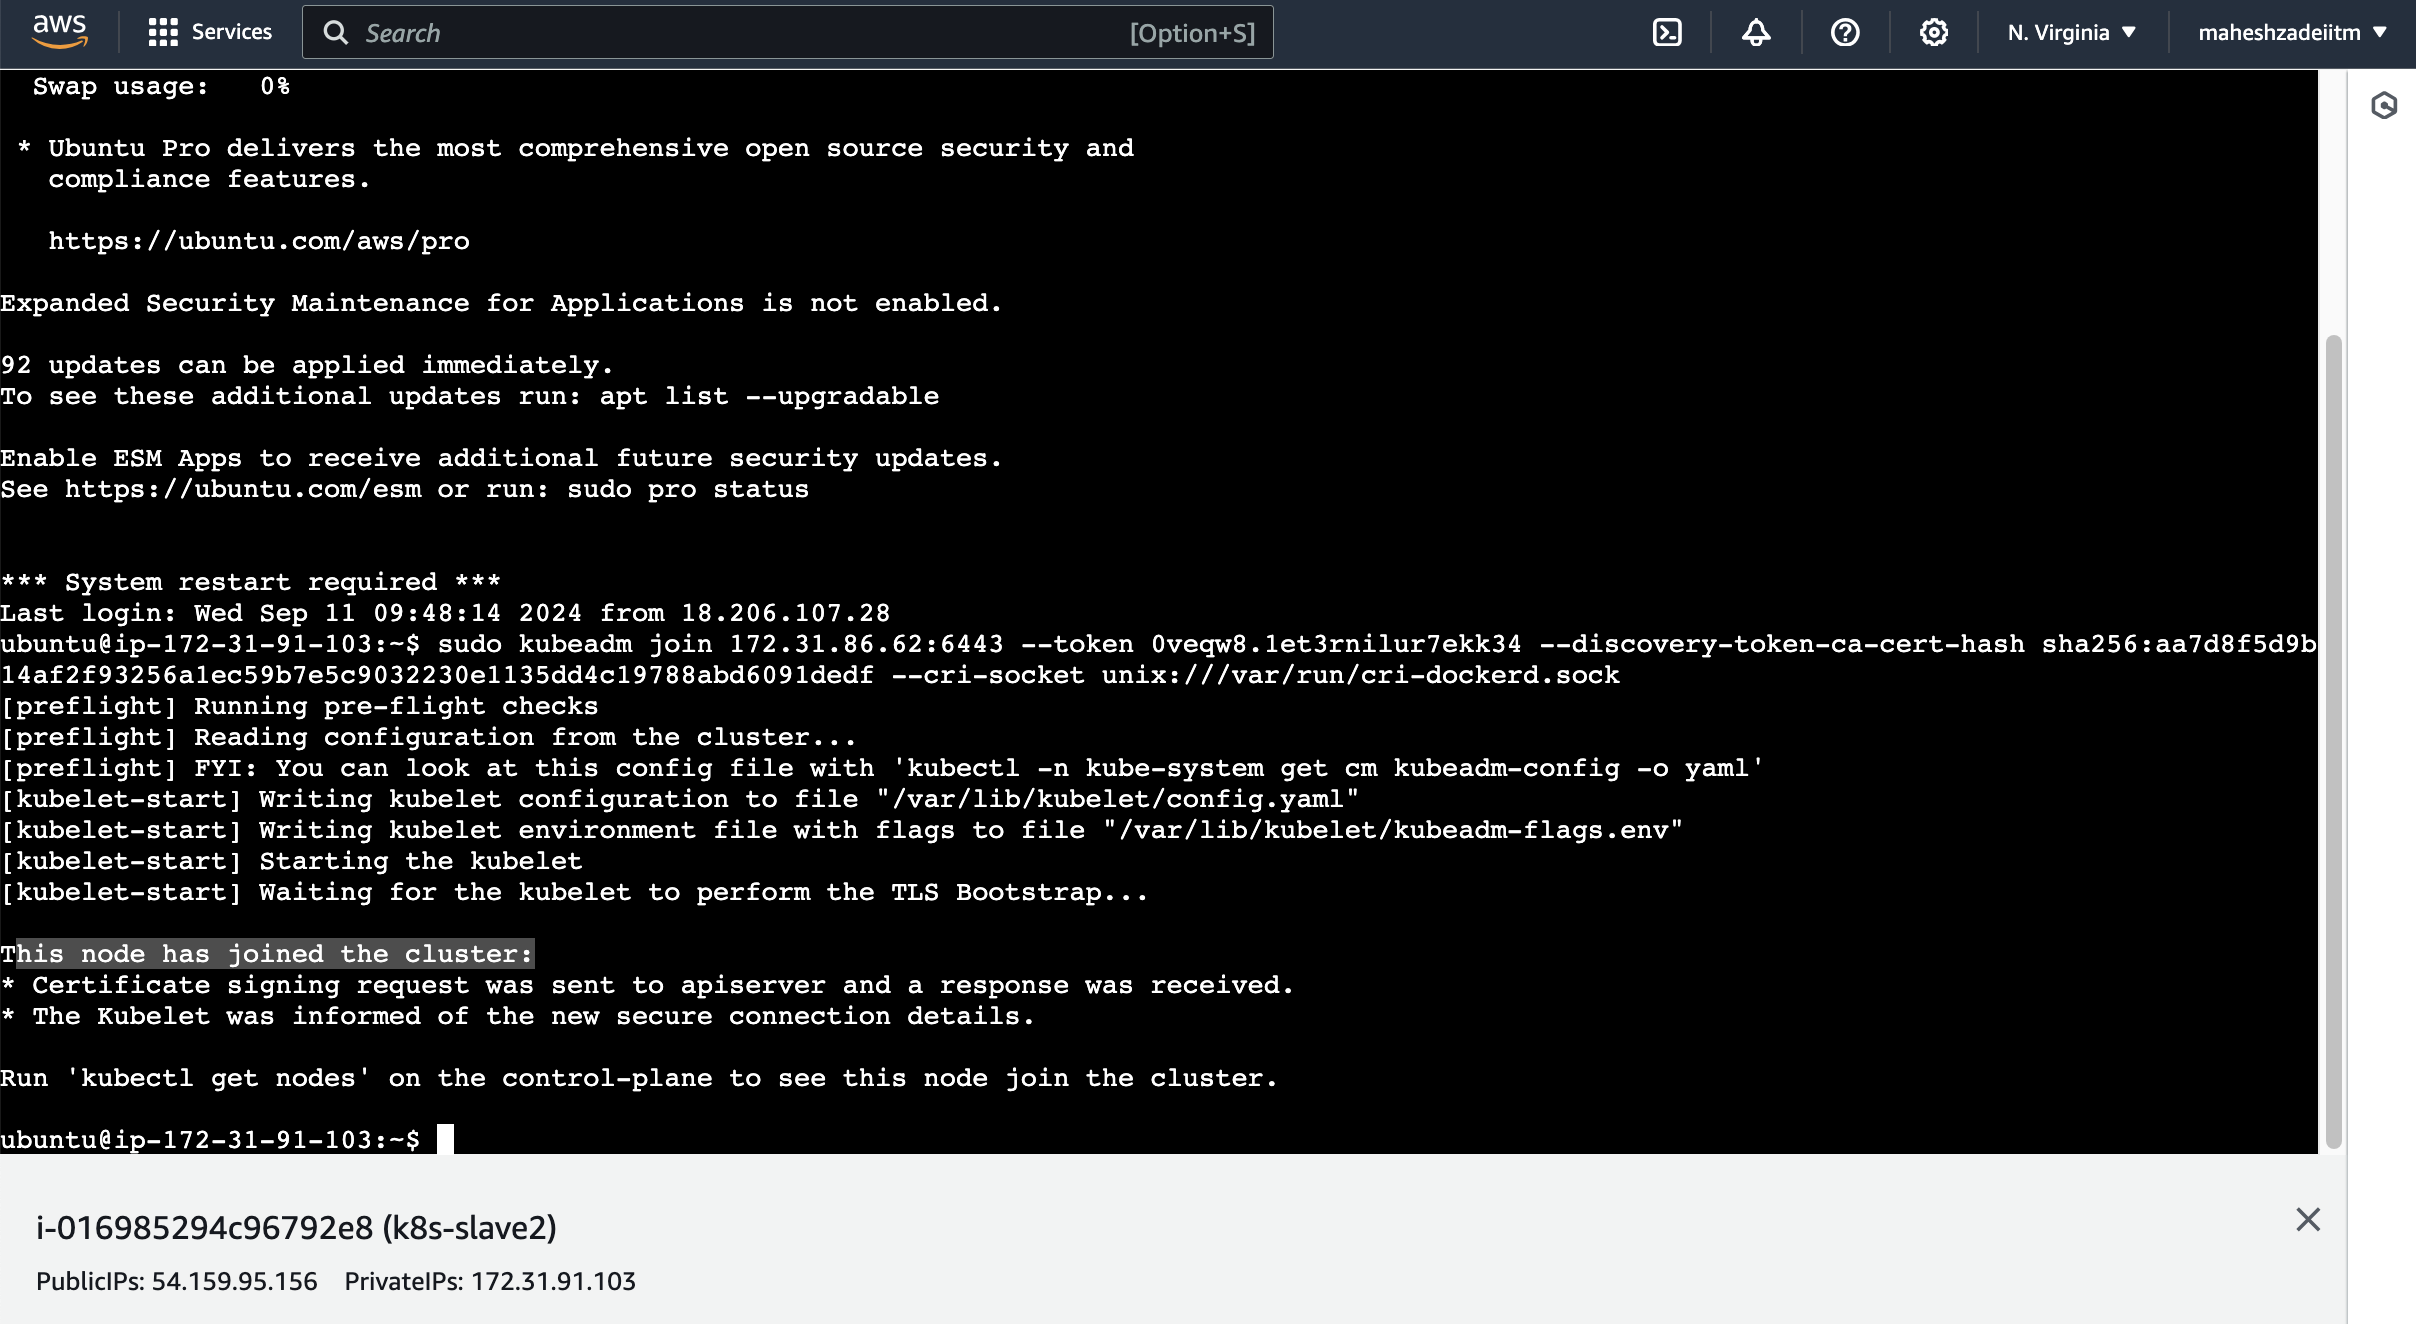 aws
Services
Search
[Option+S]
N. Virginia
maheshzadeiitm
Swap usage:   0%
* Ubuntu Pro delivers the most comprehensive open source security and
compliance features.
https://ubuntu.com/aws/pro
Expanded Security Maintenance for Applications is not enabled.
92 updates can be applied immediately.
To see these additional updates run: apt list --upgradable
Enable ESM Apps to receive additional future security updates.
See https://ubuntu.com/esm or run: sudo pro status
*** System restart required ***
Last login: Wed Sep 11 09:48:14 2024 from 18.206.107.28
ubuntu@ip-172-31-91-103:~$ sudo kubeadm join 172.31.86.62:6443 --token 0veqw8.1et3rnilur7ekk34 --discovery-token-ca-cert-hash sha256:aa7d8f5d9b
14af2f93256a1ec59b7e5c9032230e1135dd4c19788abd6091dedf --cri-socket unix:///var/run/cri-dockerd.sock
[preflight] Running pre-flight checks
[preflight] Reading configuration from the cluster...
[preflight] FYI: You can look at this config file with 'kubectl -n kube-system get cm kubeadm-config -o yaml'
[kubelet-start] Writing kubelet configuration to file "/var/lib/kubelet/config.yaml"
[kubelet-start] Writing kubelet environment file with flags to file "/var/lib/kubelet/kubeadm-flags.env"
[kubelet-start] Starting the kubelet
[kubelet-start] Waiting for the kubelet to perform the TLS Bootstrap...
This node has joined the cluster:
* Certificate signing request was sent to apiserver and a response was received.
* The Kubelet was informed of the new secure connection details.
Run 'kubectl get nodes' on the control-plane to see this node join the cluster.
ubuntu@ip-172-31-91-103:~$
i-016985294c96792e8 (k8s-slave2)
PublicIPs: 54.159.95.156   PrivateIPs: 172.31.91.103